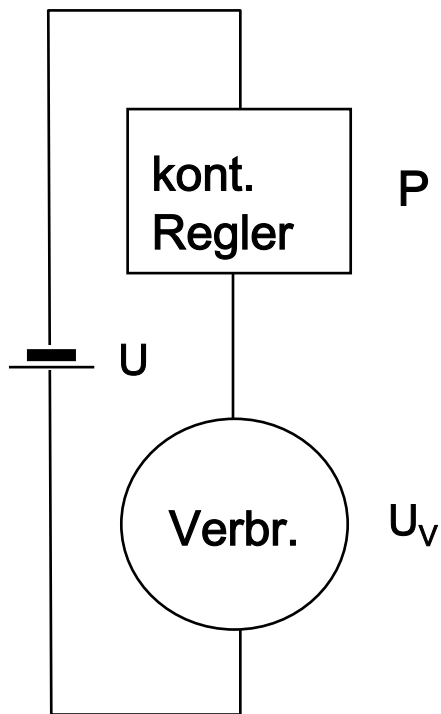 kont.
Regler
P
U
Verbr.
UV